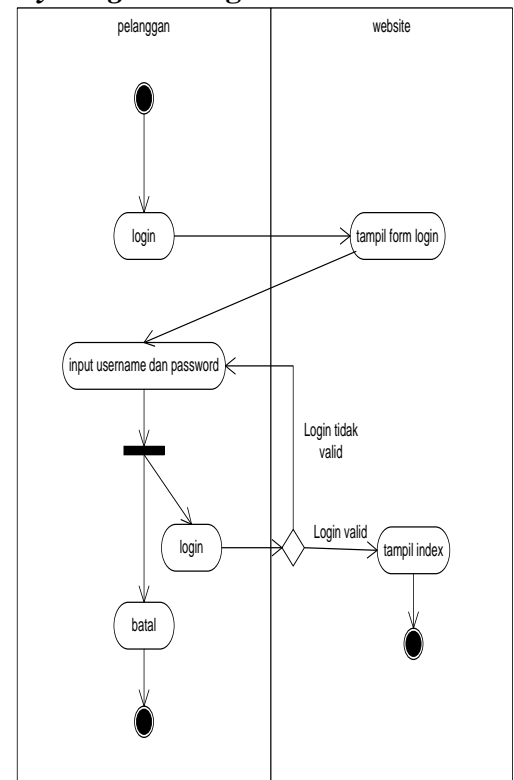 pelanggan
website
login
tampil form login
input username dan password
Login tidak
valid
login
Login valid
tampil index
batal